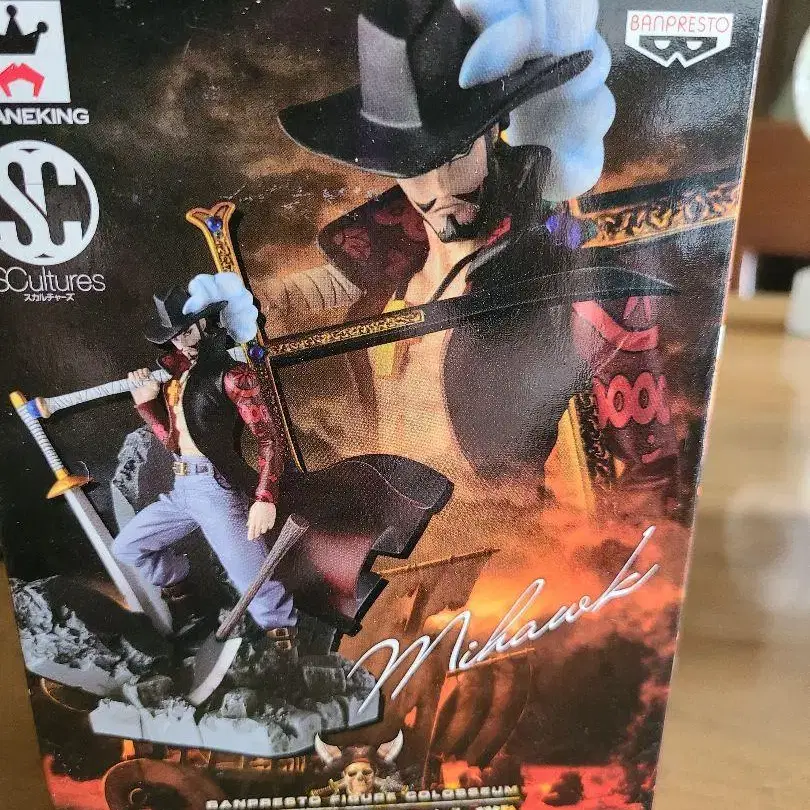 BANPRESTO
ANEKING
SC
SCultures
スカルチャーズ
Mihawk
BANPRESTO FIGURE COLOSSEUM